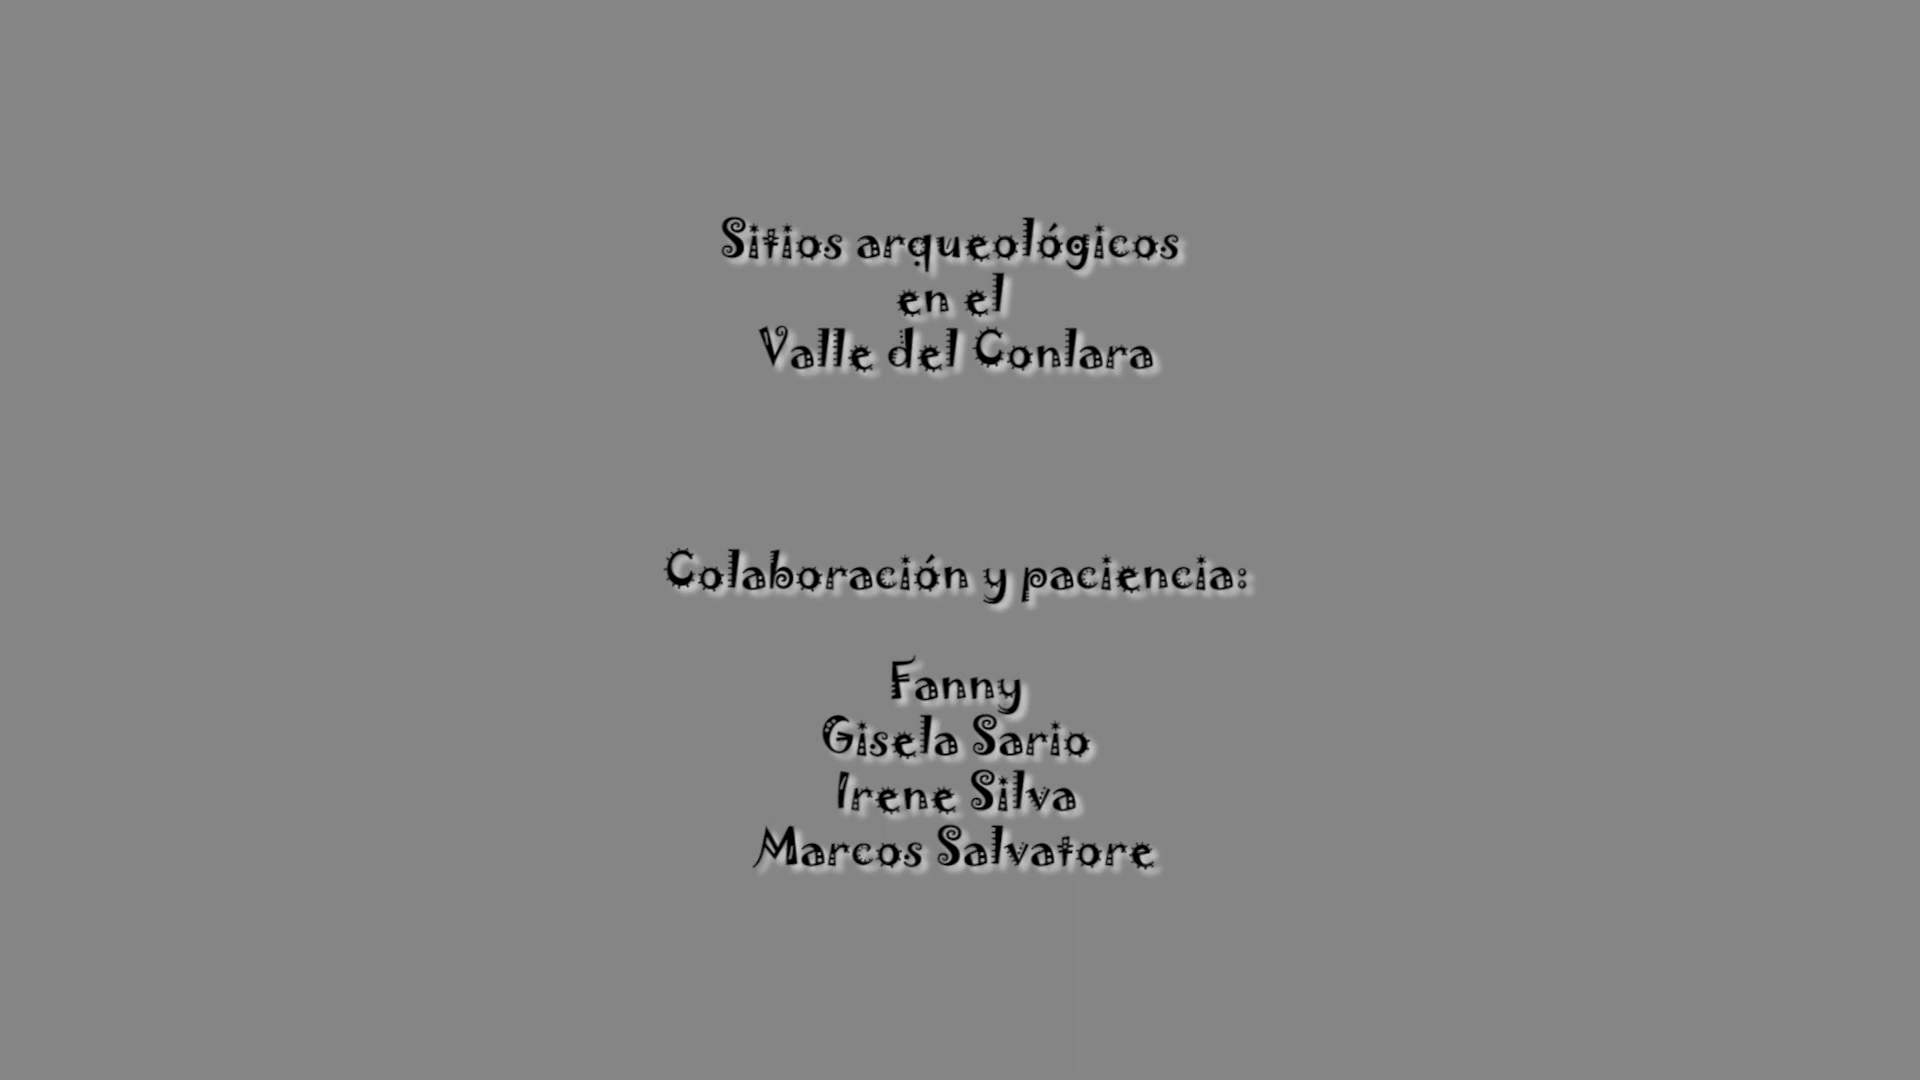 Sitios arqueológicos
en el
Valle del Conlara
Colaboración y paciencia:
Fanny
Gisela Sario
Irene Silva
Marcos Salvatore